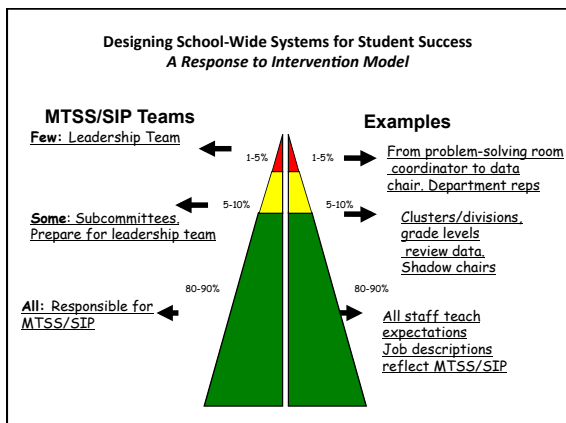 Designing School-Wide Systems for Student Success
A Response to Intervention Model
MTSS/SIP Teams
Few: Leadership Team
1-5%
5-10%
Some: Subcommittees,
Prepare for leadership team
80-90%
All: Responsible for
MTSS/SIP
Examples
1-5%
From problem-solving room
coordinator to data
chair. Department reps
5-10%
Clusters/divisions,
grade levels
review data.
Shadow chairs
80-90%
All staff teach
expectations
Job descriptions
reflect MTSS/SIP